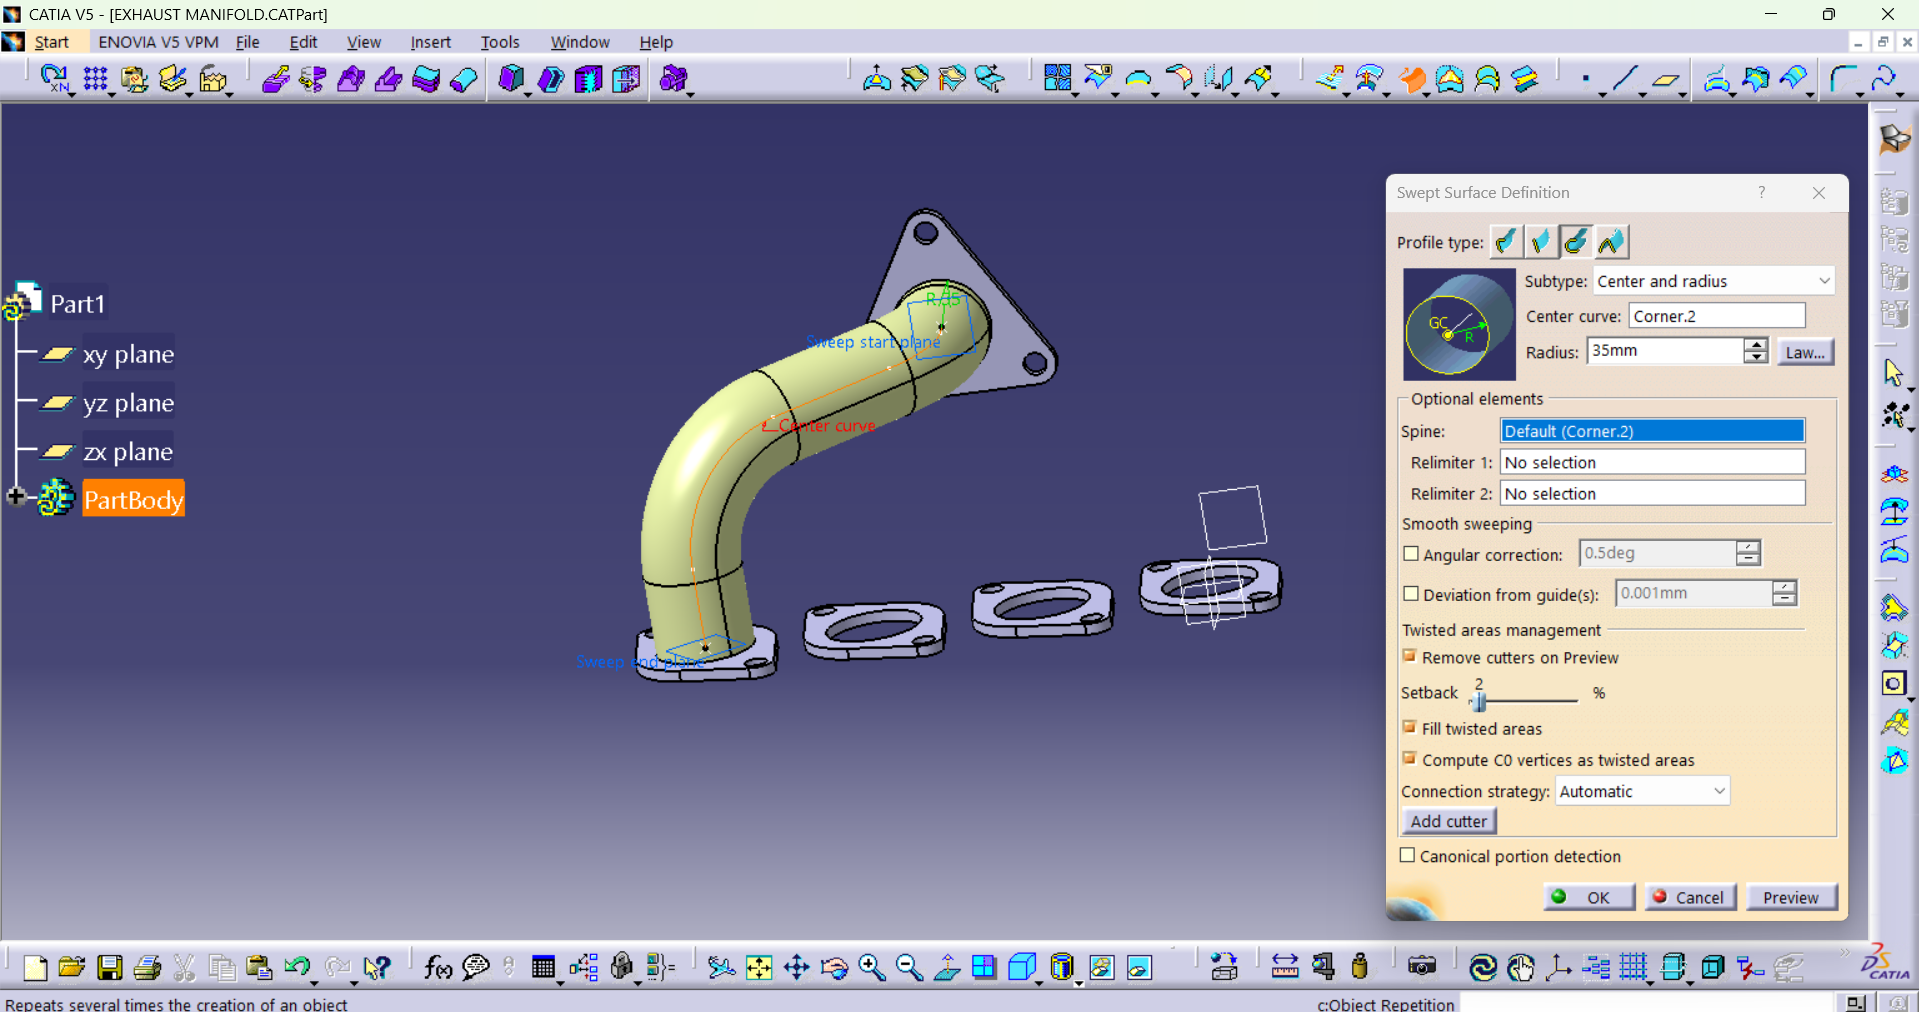 CATIA V5 - [EXHAUST MANIFOLD.CATPart]
Start ENOVIA V5 VPM File Edit View Insert Tools Window Help
Swept Surface Definition ?
Profile type:
Subtype: Center and radius
GC R
Center curve: Corner.2
Radius: 35mm Law...
Optional elements
Spine: Default (Corner.2)
Relimiter 1: No selection
Relimiter 2: No selection
Smooth sweeping
Angular correction: 0.5deg
Deviation from guide(s): 0.001mm
Twisted areas management
Remove cutters on Preview
2
Setback %
Fill twisted areas
Compute C0 vertices as twisted areas
Connection strategy: Automatic
Add cutter
Canonical portion detection
OK Cancel Preview
Part1
xy plane
yz plane
zx plane
PartBody
R 35
Sweep start plane
Center curve
Sweep end plane
f(x)
CATIA
Repeats several times the creation of an object
c:Object Repetition